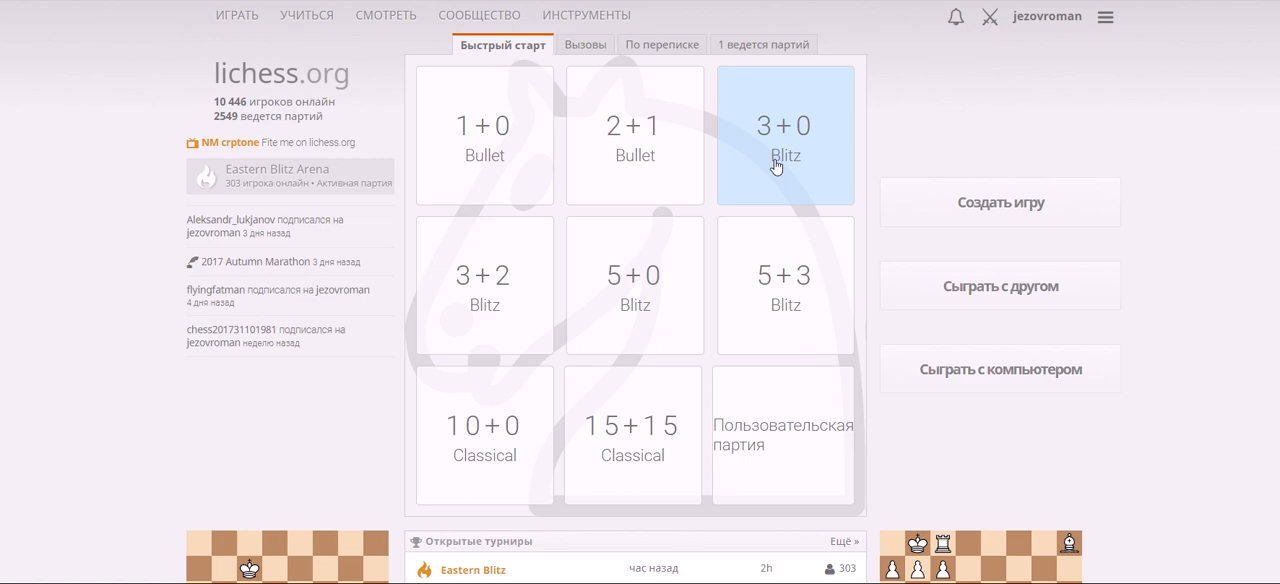 ИГРАТЬ УЧИТЬСЯ СМОТРЕТЬ СООБЩЕСТВО ИНСТРУМЕНТЫ jezovroman
Быстрый старт Вызовы По переписке 1 ведется партий
lichess.org
10 446 игроков онлайн
2549 ведется партий
NM crptone Fite me on lichess.org
Eastern Blitz Arena
303 игрока онлайн • Активная партия
Aleksandr_lukjanov подписался на
jezovroman 3 дня назад
2017 Autumn Marathon 3 дня назад
flyingfatman подписался на jezovroman
4 дня назад
chess201731101981 подписался на
jezovroman неделю назад
1+0
Bullet
2+1
Bullet
3+0
Blitz
3+2
Blitz
5+0
Blitz
5+3
Blitz
10+0
Classical
15+15
Classical
Пользовательская
партия
Создать игру
Сыграть с другом
Сыграть с компьютером
Открытые турниры Ещё »
Eastern Blitz час назад 2h 303